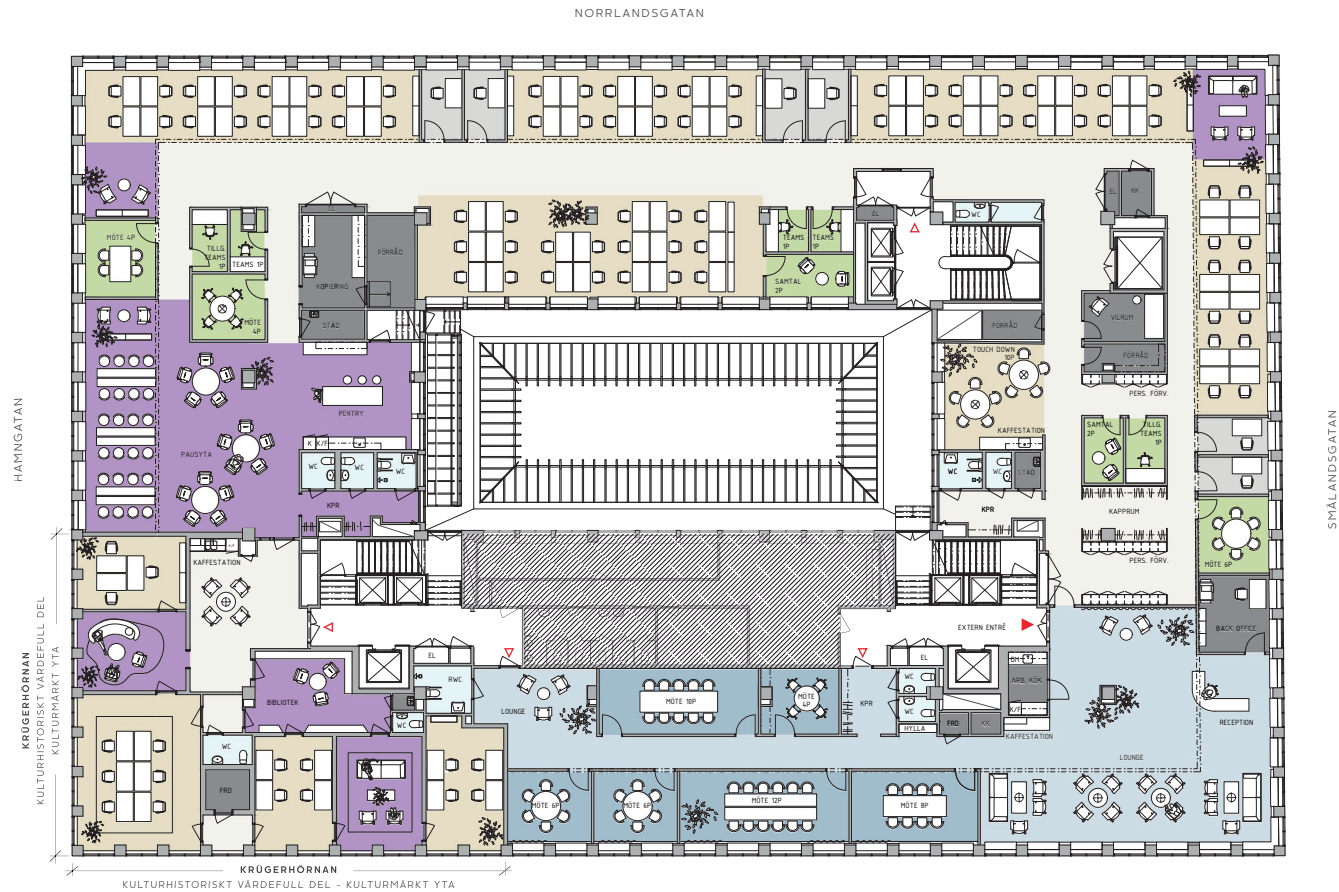 NORRLANDSGATAN
HAMNGATAN
SMÅLANDSGATAN
MÖTE 4P
TILLG.
TEAMS
1P
TEAMS 1P
MÖTE
4P
EL
KOPIERING
FÖRRÅD
STÄD
TEAMS
1P
TEAMS
1P
SAMTAL
2P
EL
WC
EL
KK
VILRUM
FÖRRÅD
PERS. FÖRV.
FÖRRÅD
TOUCH DOWN
10P
KAFFESTATION
WC
WC
STÄD
KPR
SAMTAL
2P
TILLG.
TEAMS
1P
KAPPRUM
PERS. FÖRV.
MÖTE 6P
BACK OFFICE
PENTRY
K
K/F
PAUSYTA
WC
WC
WC
KPR
KAFFESTATION
EXTERN ENTRÉ
EL
EL
BIBLIOTEK
RWC
WC
WC
FRD
LOUNGE
MÖTE 10P
MÖTE
4P
KPR
WC
WC
HYLLA
FRD
KK
DM
ARB. KÖK
K/F
KAFFESTATION
RECEPTION
LOUNGE
MÖTE 6P
MÖTE 6P
MÖTE 12P
MÖTE 8P
KRÜGERHÖRNAN
KULTURHISTORISKT VÄRDEFULL DEL
KULTURMÄRKT YTA
KRÜGERHÖRNAN
KULTURHISTORISKT VÄRDEFULL DEL - KULTURMÄRKT YTA